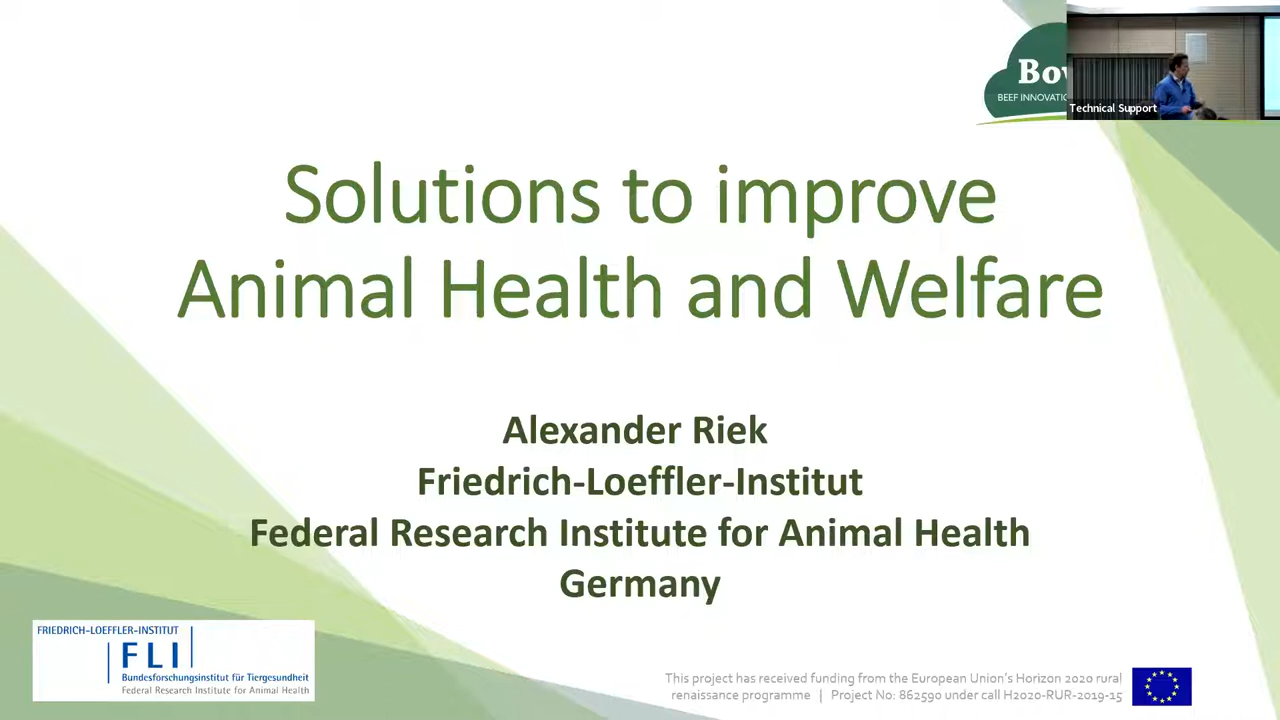 Bov
BEEF INNOVATIO
Technical Support
Solutions to improve
Animal Health and Welfare
Alexander Riek
Friedrich-Loeffler-Institut
Federal Research Institute for Animal Health
Germany
FRIEDRICH-LOEFFLER-INSTITUT
FLI
Bundesforschungsinstitut für Tiergesundheit
Federal Research Institute for Animal Health
This project has received funding from the European Union's Horizon 2020 rural
renaissance programme | Project No: 862590 under call H2020-RUR-2019-15